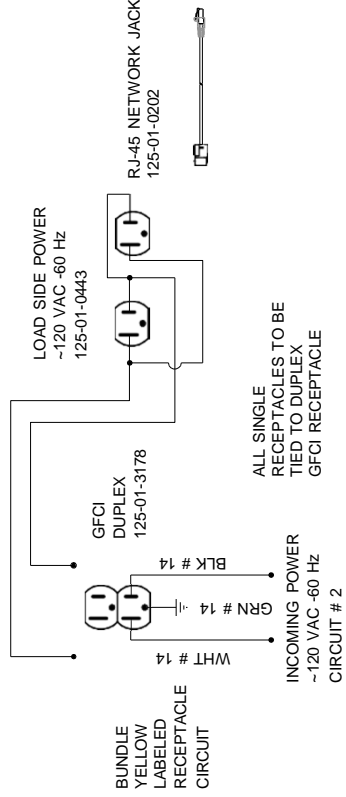 BUNDLE
YELLOW
LABELED
RECEPTACLE
CIRCUIT
GFCI
DUPLEX
125-01-3178
WHT # 14
GRN # 14
BLK # 14
INCOMING POWER
~120 VAC -60 Hz
CIRCUIT # 2
LOAD SIDE POWER
~120 VAC -60 Hz
125-01-0443
ALL SINGLE
RECEPTACLES TO BE
TIED TO DUPLEX
GFCI RECEPTACLE
RJ-45 NETWORK JACK
125-01-0202